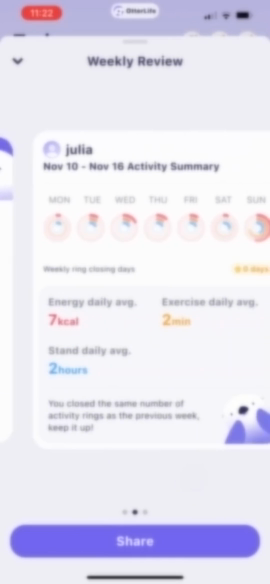 11:22
OtterLife
Weekly Review
julia
Nov 10 - Nov 16 Activity Summary
MON TUE WED THU FRI SAT SUN
Weekly ring closing days
0 days
Energy daily avg. Exercise daily avg.
7kcal 2min
Stand daily avg.
2hours
You closed the same number of
activity rings as the previous week,
keep it up!
Share